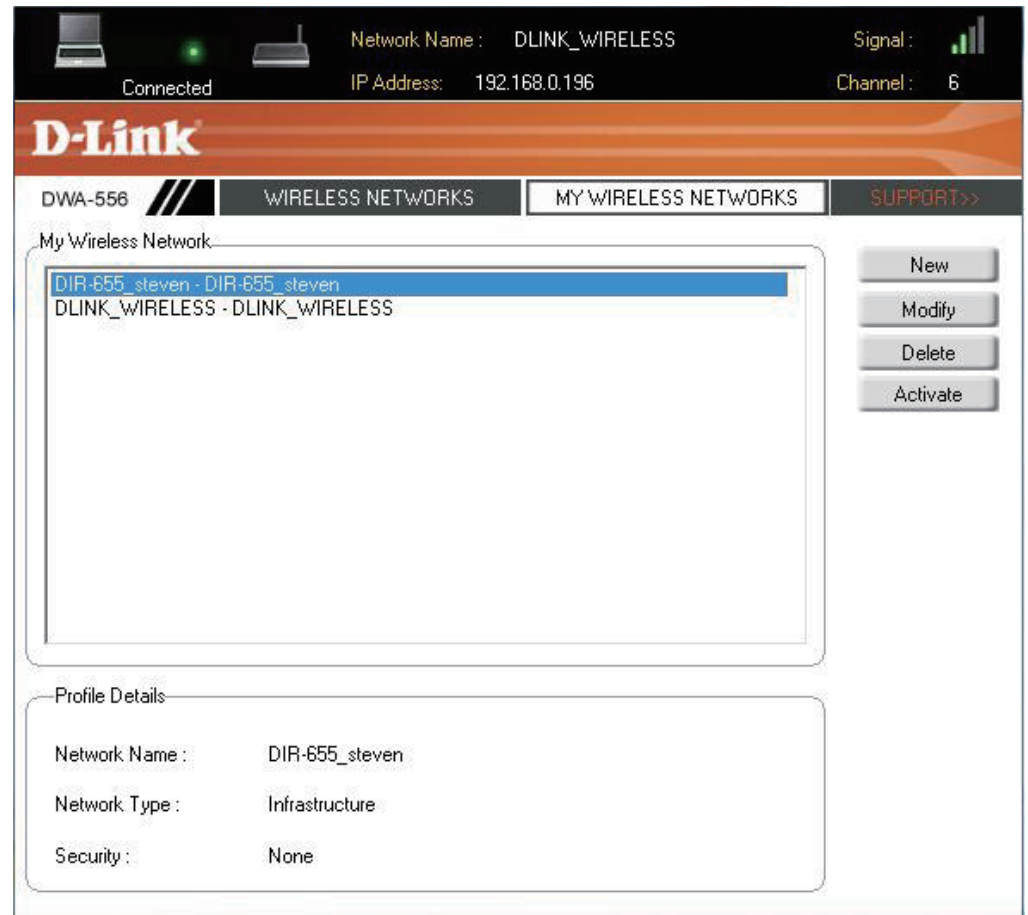 Network Name : DLINK_WIRELESS Signal :
Connected IP Address: 192.168.0.196 Channel : 6
D-Link
DWA-556 WIRELESS NETWORKS MY WIRELESS NETWORKS SUPPORT>>
My Wireless Network
DIR-655_steven - DIR-655_steven
DLINK_WIRELESS - DLINK_WIRELESS
New
Modify
Delete
Activate
Profile Details
Network Name : DIR-655_steven
Network Type : Infrastructure
Security : None